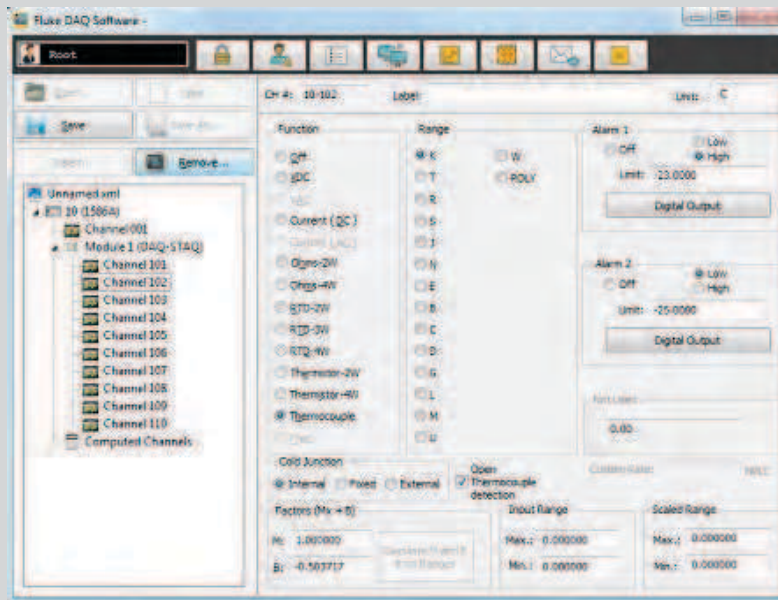 Fluke DAQ Software -
Root
Save
Remove...
CH #: 10-102 Label: Unit: C
Unnamed.xml
10 (1586A)
Channel 001
Module 1 (DAQ-STAQ)
Channel 101
Channel 102
Channel 103
Channel 104
Channel 105
Channel 106
Channel 107
Channel 108
Channel 109
Channel 110
Computed Channels
Function
Off
VDC
Current (DC)
Current (AC)
Ohms-2W
Ohms-4W
RTD-2W
RTD-3W
RTD-4W
Thermistor-2W
Thermistor-4W
Thermocouple
Range
K
T
R
S
J
N
E
B
C
D
G
L
M
U
W
POLY
Alarm 1
Off
Low
High
Limit: -23.0000
Digital Output
Alarm 2
Off
Low
High
Limit: -25.0000
Digital Output
0.00
Cold Junction
Internal Fixed External
Open
Thermocouple
detection
Factors (Mx + B)
M: 1.000000
B: -0.503717
Input Range
Max.: 0.000000
Min.: 0.000000
Scaled Range
Max.: 0.000000
Min.: 0.000000